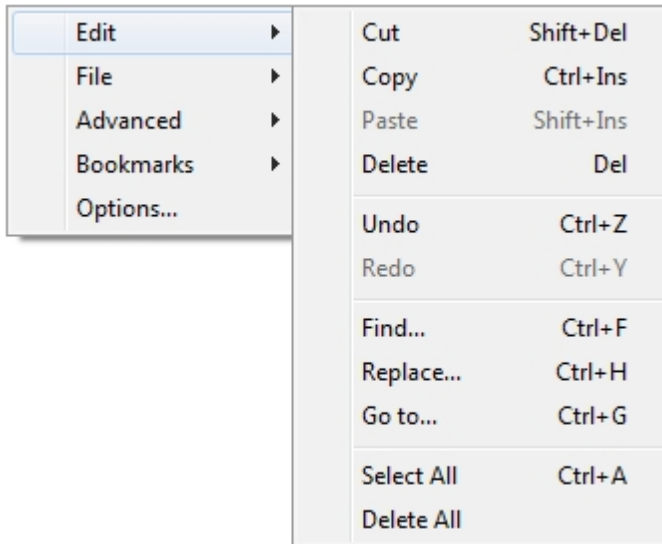 Edit
File
Advanced
Bookmarks
Options...
Cut Shift+Del
Copy Ctrl+Ins
Paste Shift+Ins
Delete Del
Undo Ctrl+Z
Redo Ctrl+Y
Find... Ctrl+F
Replace... Ctrl+H
Go to... Ctrl+G
Select All Ctrl+A
Delete All